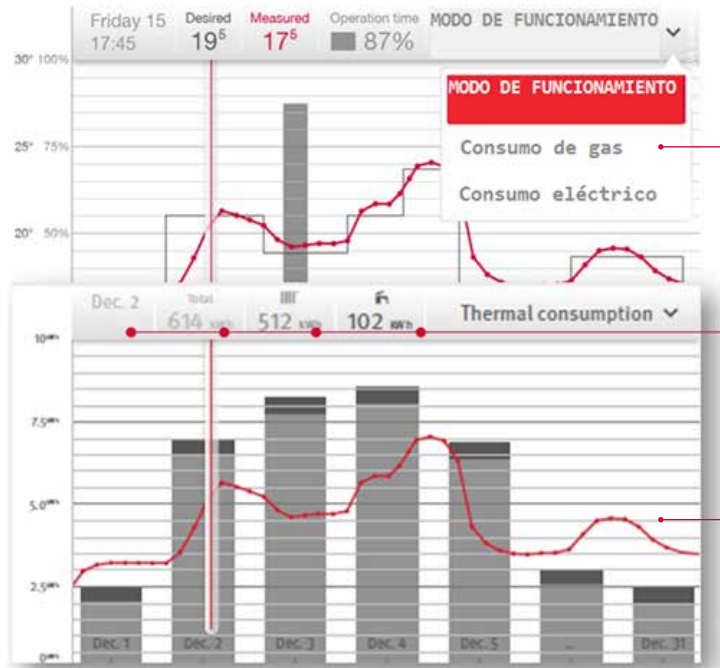 Friday 15 Desired Measured Operation time MODO DE FUNCIONAMIENTO
17:45 19⁵ 17⁵ 87%
30° 100%
MODO DE FUNCIONAMIENTO
25° 75%
Consumo de gas
Consumo eléctrico
20° 50%
Dec. 2 Total
614 kWh 512 kWh 102 kWh Thermal consumption
10
7.5
5.0
2.5
0
Dec. 1 Dec. 2 Dec. 3 Dec. 4 Dec. 5 ... Dec. 31